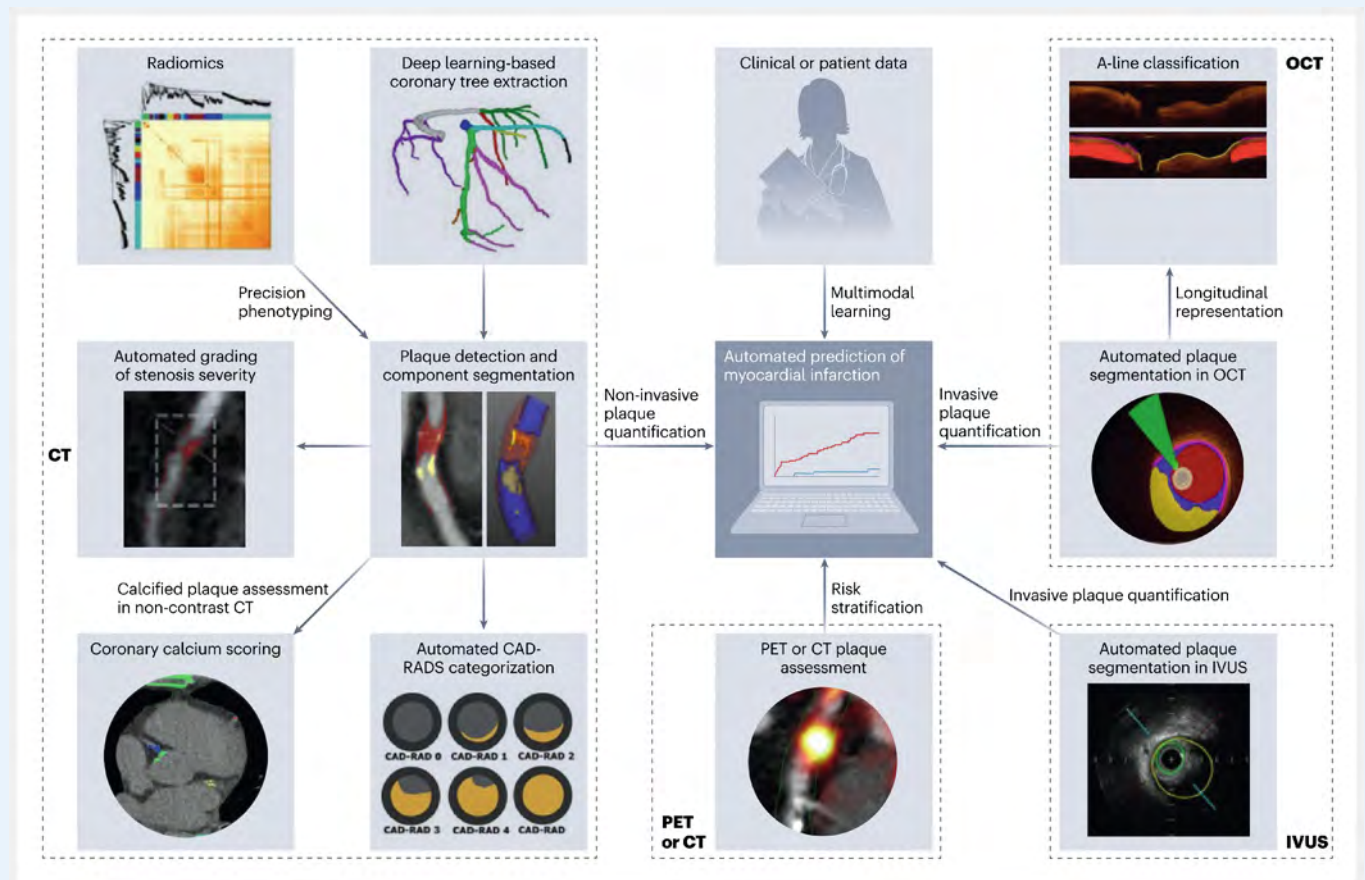 Radiomics
Deep learning-based
coronary tree extraction
Clinical or patient data
A-line classification
OCT
Precision
phenotyping
Multimodal
learning
Longitudinal
representation
Automated grading
of stenosis severity
Plaque detection and
component segmentation
Automated prediction of
myocardial infarction
Automated plaque
segmentation in OCT
CT
Non-invasive
plaque
quantification
Invasive
plaque
quantification
Calcified plaque assessment
in non-contrast CT
Risk
stratification
Invasive plaque quantification
Coronary calcium scoring
Automated CAD-
RADS categorization
PET or CT plaque
assessment
Automated plaque
segmentation in IVUS
CAD-RAD 0
CAD-RAD 1
CAD-RAD 2
CAD-RAD 3
CAD-RAD 4
CAD-RAD
PET
or CT
IVUS